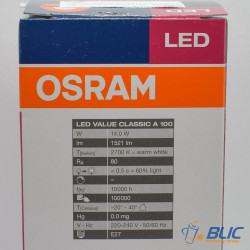 LED
OSRAM
LED VALUE CLASSIC A 100
W 14.0 W
lm 1521 lm
2700 K = warm white
Ra 80
< 0.5 s = 60% light
10000 h
100000
-20° - 40°
Hg 0.0 mg
V - Hz 220-240 V - 50/60 Hz
E27
BLIC